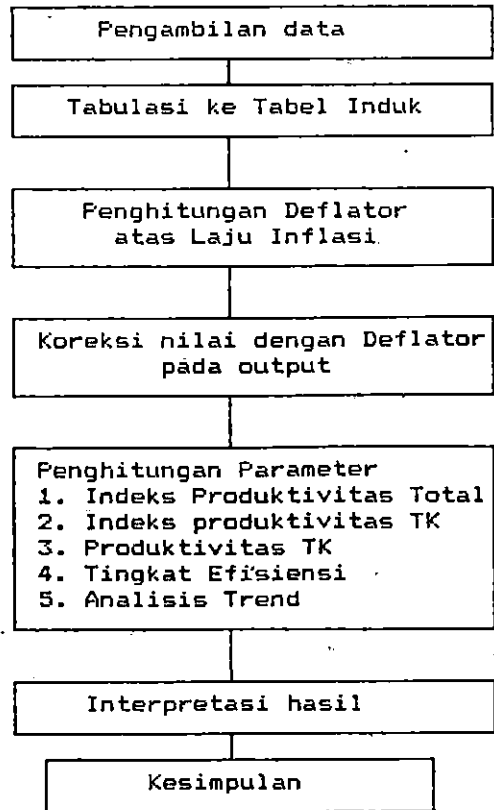 Pengambilan data
Tabulasi ke Tabel Induk
Penghitungan Deflator
atas Laju Inflasi
Koreksi nilai dengan Deflator
pada output
Penghitungan Parameter
1. Indeks Produktivitas Total
2. Indeks produktivitas TK
3. Produktivitas TK
4. Tingkat Efisiensi
5. Analisis Trend
Interpretasi hasil
Kesimpulan